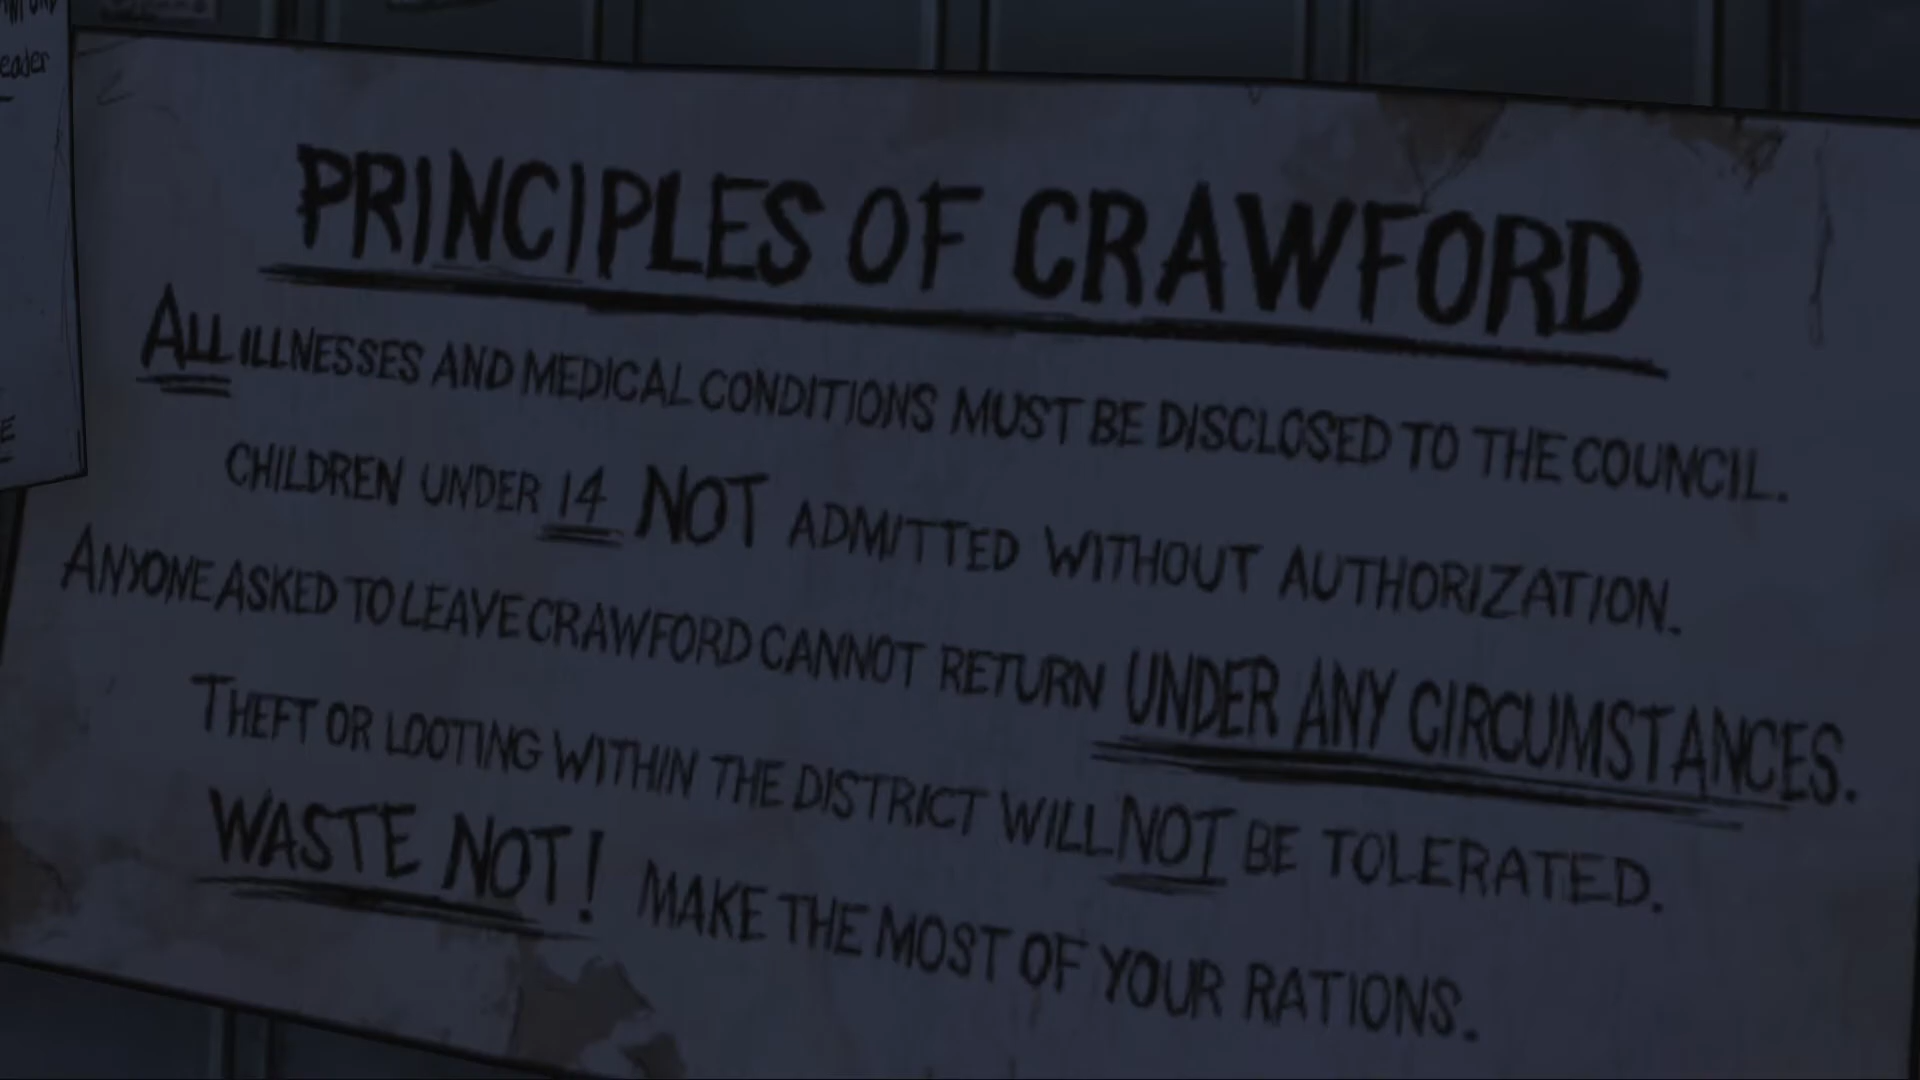 eader
E
PRINCIPLES OF CRAWFORD
ALL ILLNESSES AND MEDICAL CONDITIONS MUST BE DISCLOSED TO THE COUNCIL.
CHILDREN UNDER 14 NOT ADMITTED WITHOUT AUTHORIZATION.
ANYONE ASKED TO LEAVE CRAWFORD CANNOT RETURN UNDER ANY CIRCUMSTANCES.
THEFT OR LOOTING WITHIN THE DISTRICT WILL NOT BE TOLERATED.
WASTE NOT! MAKE THE MOST OF YOUR RATIONS.